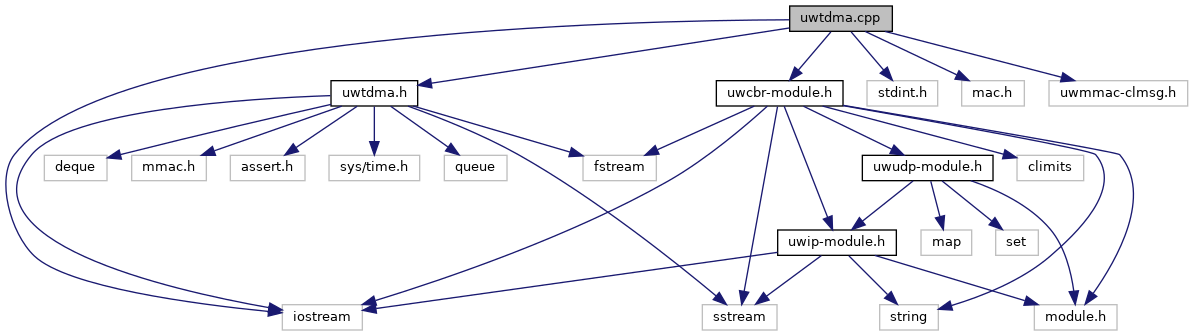 uwtdma.cpp
uwtdma.h
uwcbr-module.h
stdint.h
mac.h
uwmmac-clmsg.h
deque
mmac.h
assert.h
sys/time.h
queue
fstream
uwudp-module.h
climits
uwip-module.h
map
set
iostream
sstream
string
module.h